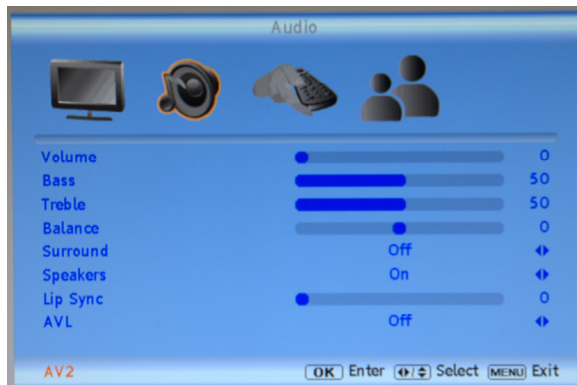 Audio
Volume 0
Bass 50
Treble 50
Balance 0
Surround Off
Speakers On
Lip Sync 0
AVL Off
AV2 OK Enter / Select MENU Exit